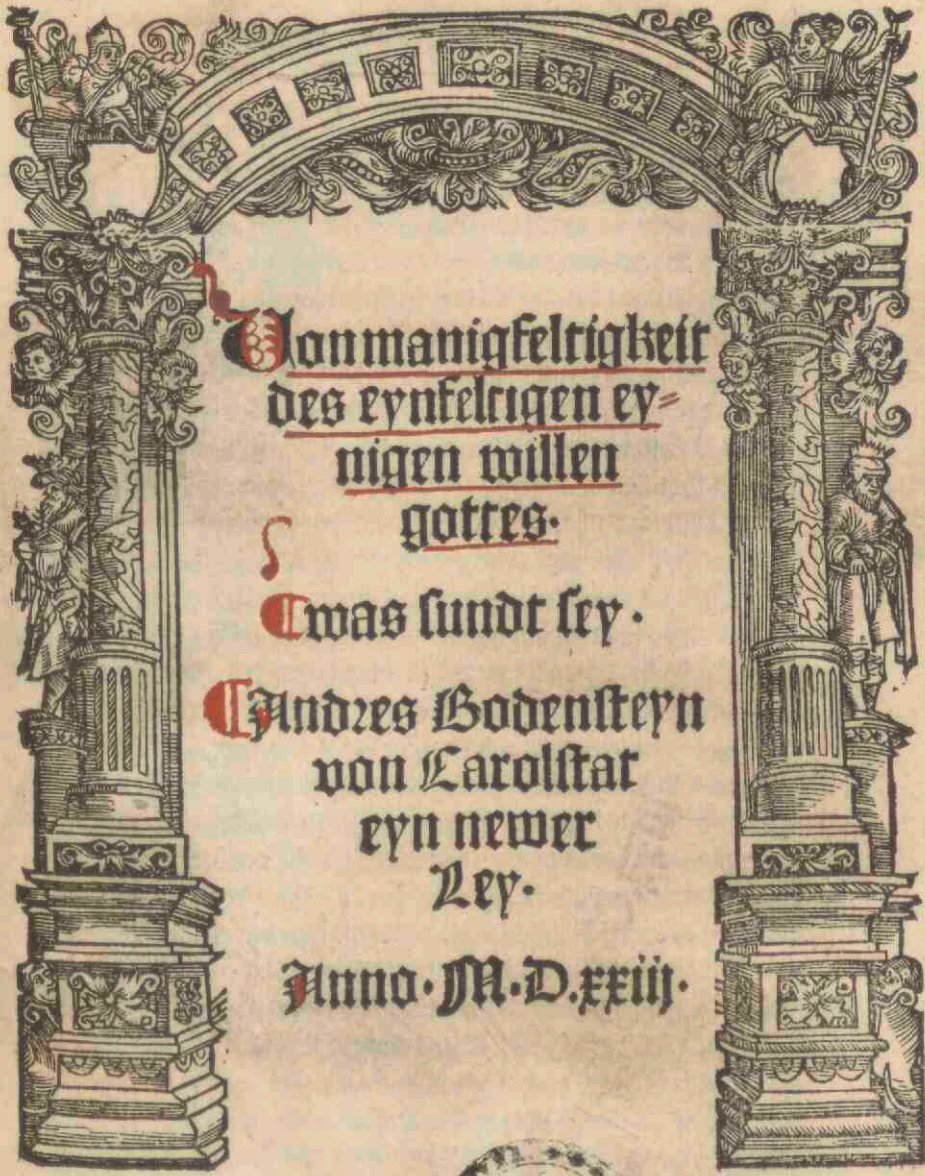 Von manigfeltigkeit
des eynfeltigen ey⸗
nigen willen
gottes.
¶ was sundt sey.
¶ Andres Bodensteyn
von Carolstat
eyn newer
Ley.
Anno. M.D.xxiij.